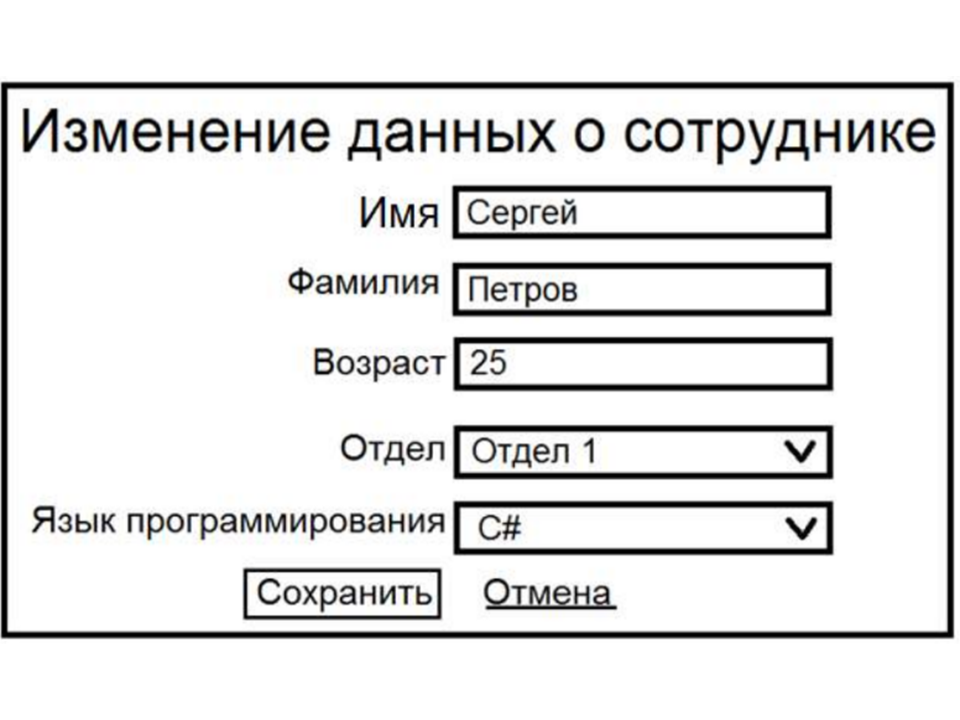 Изменение данных о сотруднике
Имя Сергей
Фамилия Петров
Возраст 25
Отдел Отдел 1
Язык программирования C#
Сохранить Отмена